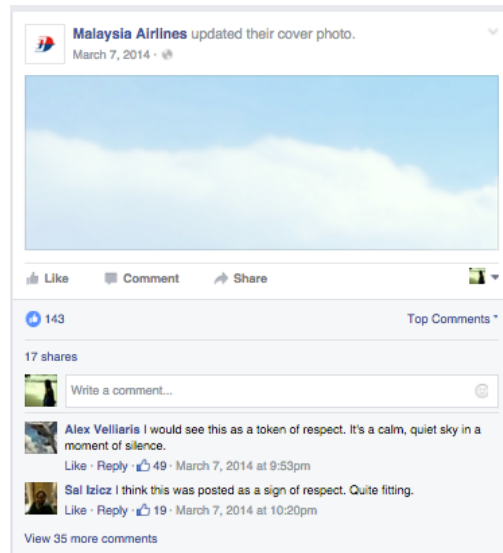 Malaysia Airlines updated their cover photo.
March 7, 2014 ·
Like Comment Share
143 Top Comments
17 shares
Write a comment...
Alex Velliaris I would see this as a token of respect. It's a calm, quiet sky in a
moment of silence.
Like · Reply · 49 · March 7, 2014 at 9:53pm
Sal Izicz I think this was posted as a sign of respect. Quite fitting.
Like · Reply · 19 · March 7, 2014 at 10:20pm
View 35 more comments